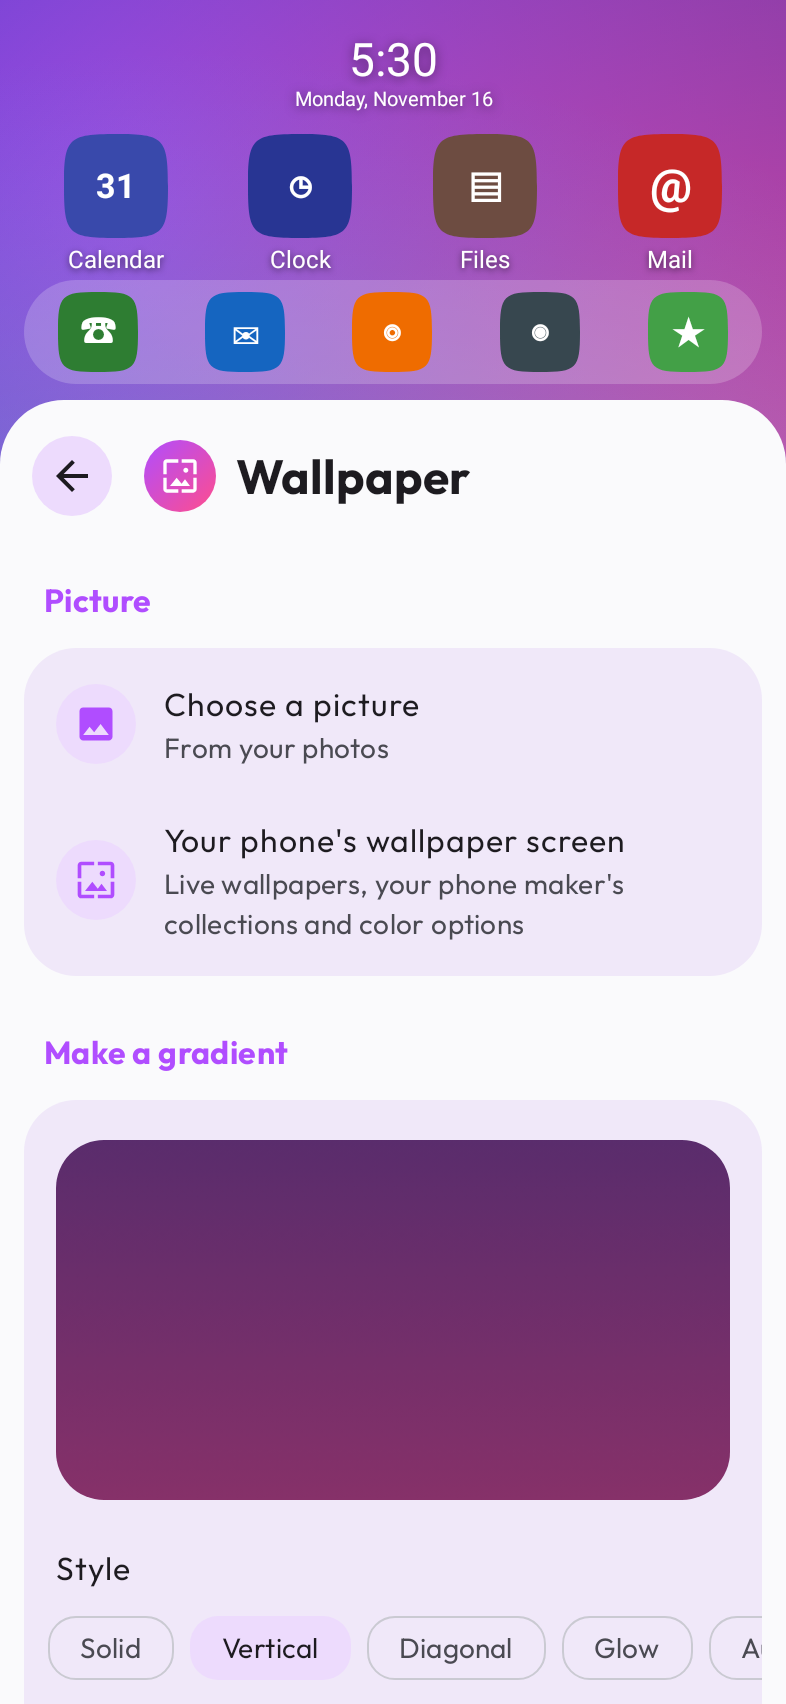 5:30
Monday, November 16
31
@
Calendar
Clock
Files
Mail
Wallpaper
Picture
Choose a picture
From your photos
Your phone's wallpaper screen
Live wallpapers, your phone maker's
collections and color options
Make a gradient
Style
Solid
Vertical
Diagonal
Glow